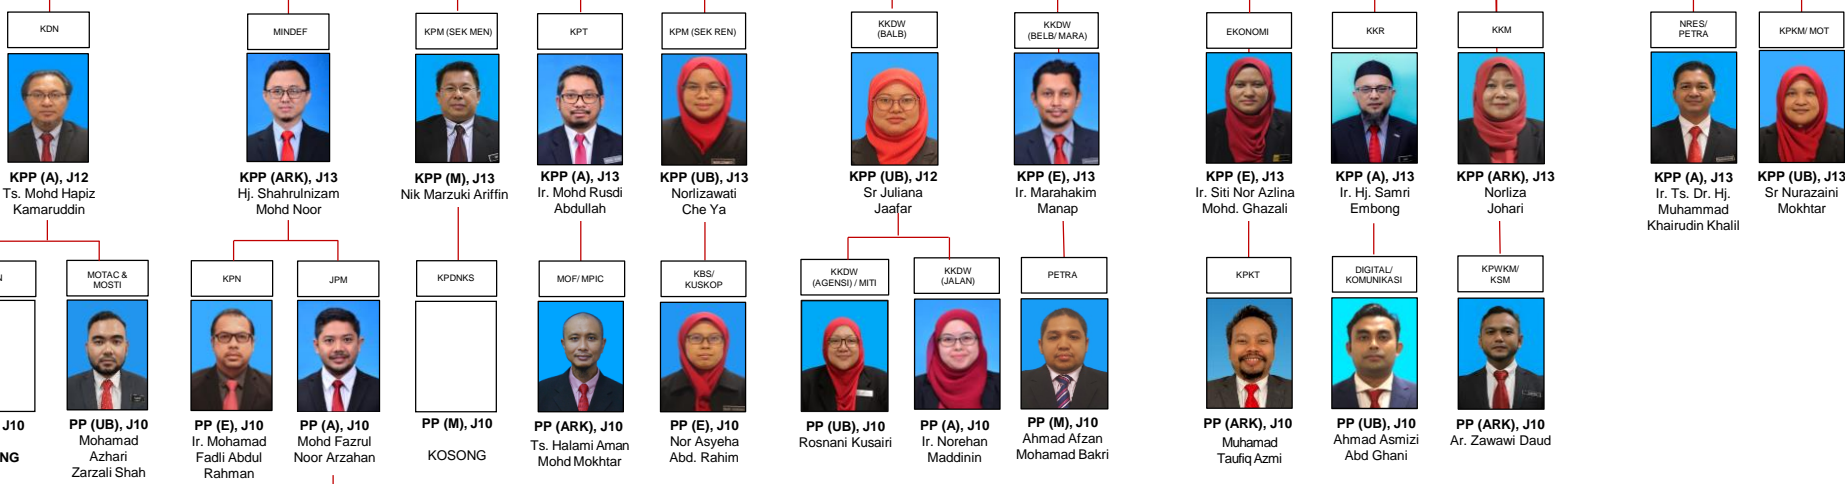 KDN
MINDEF
KPM (SEK MEN)
KPT
KPM (SEK REN)
KKDW
(BALB)
KKDW
(BELB/ MARA)
EKONOMI
KKR
KKM
NRES/
PETRA
KPKM/ MOT
KPP (A), J12
Ts. Mohd Hapiz
Kamaruddin
KPP (ARK), J13
Hj. Shahrulnizam
Mohd Noor
KPP (M), J13
Nik Marzuki Ariffin
KPP (A), J13
Ir. Mohd Rusdi
Abdullah
KPP (UB), J13
Norlizawati
Che Ya
KPP (UB), J12
Sr Juliana
Jaafar
KPP (E), J13
Ir. Marahakim
Manap
KPP (E), J13
Ir. Siti Nor Azlina
Mohd. Ghazali
KPP (A), J13
Ir. Hj. Samri
Embong
KPP (ARK), J13
Norliza
Johari
KPP (A), J13
Ir. Ts. Dr. Hj.
Muhammad
Khairudin Khalil
KPP (UB), J13
Sr Nurazaini
Mokhtar
MOTAC &
MOSTI
KPN
JPM
KPDNKS
MOF/ MPIC
KBS/
KUSKOP
KKDW
(AGENSI) / MITI
KKDW
(JALAN)
PETRA
KPKT
DIGITAL/
KOMUNIKASI
KPWKM/
KSM
J10
NG
PP (UB), J10
Mohamad
Azhari
Zarzali Shah
PP (E), J10
Ir. Mohamad
Fadli Abdul
Rahman
PP (A), J10
Mohd Fazrul
Noor Arzahan
PP (M), J10
KOSONG
PP (ARK), J10
Ts. Halami Aman
Mohd Mokhtar
PP (E), J10
Nor Asyeha
Abd. Rahim
PP (UB), J10
Rosnani Kusairi
PP (A), J10
Ir. Norehan
Maddinin
PP (M), J10
Ahmad Afzan
Mohamad Bakri
PP (ARK), J10
Muhamad
Taufiq Azmi
PP (UB), J10
Ahmad Asmizi
Abd Ghani
PP (ARK), J10
Ar. Zawawi Daud